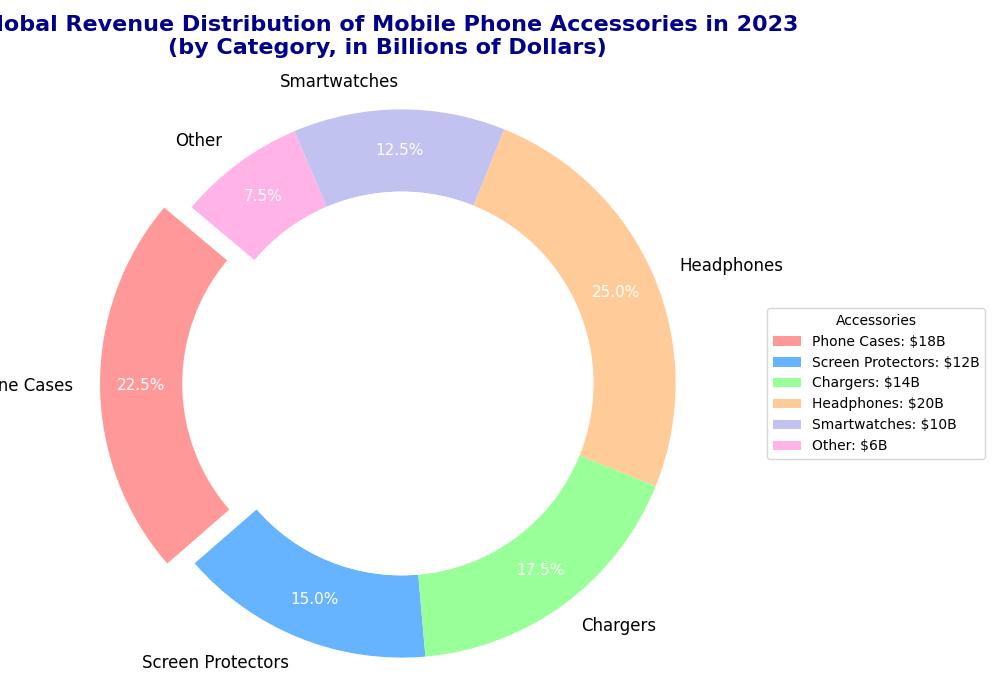 lobal Revenue Distribution of Mobile Phone Accessories in 2023
(by Category, in Billions of Dollars)
Smartwatches
Other
12.5%
7.5%
Headphones
25.0%
Accessories
Phone Cases: $18B
Screen Protectors: $12B
Chargers: $14B
Headphones: $20B
Smartwatches: $10B
Other: $6B
ne Cases
22.5%
17.5%
15.0%
Chargers
Screen Protectors